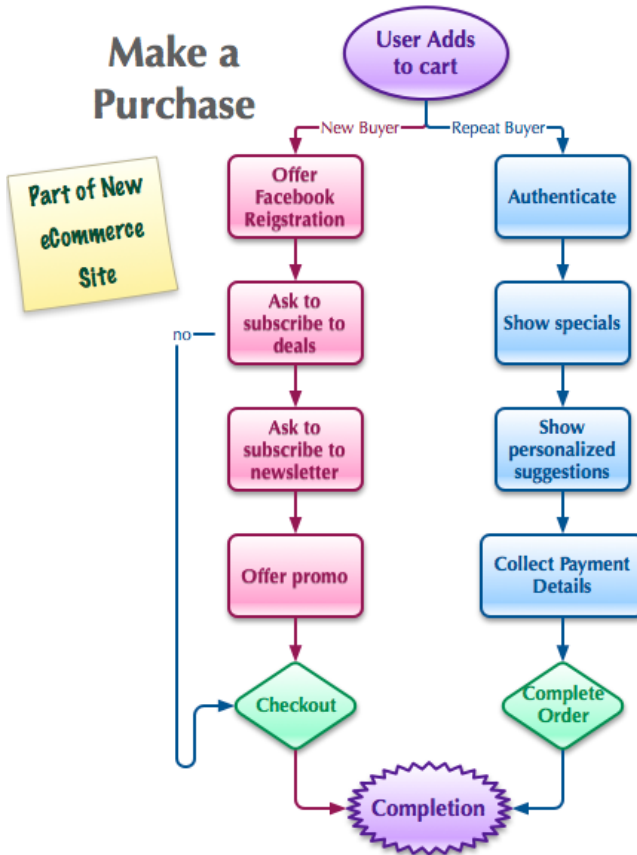 Make a
Purchase
User Adds
to cart
New Buyer
Repeat Buyer
Part of New
eCommerce
Site
Offer
Facebook
Reigstration
Authenticate
Ask to
subscribe to
deals
no
Show specials
Ask to
subscribe to
newsletter
Show
personalized
suggestions
Offer promo
Collect Payment
Details
Checkout
Complete
Order
Completion